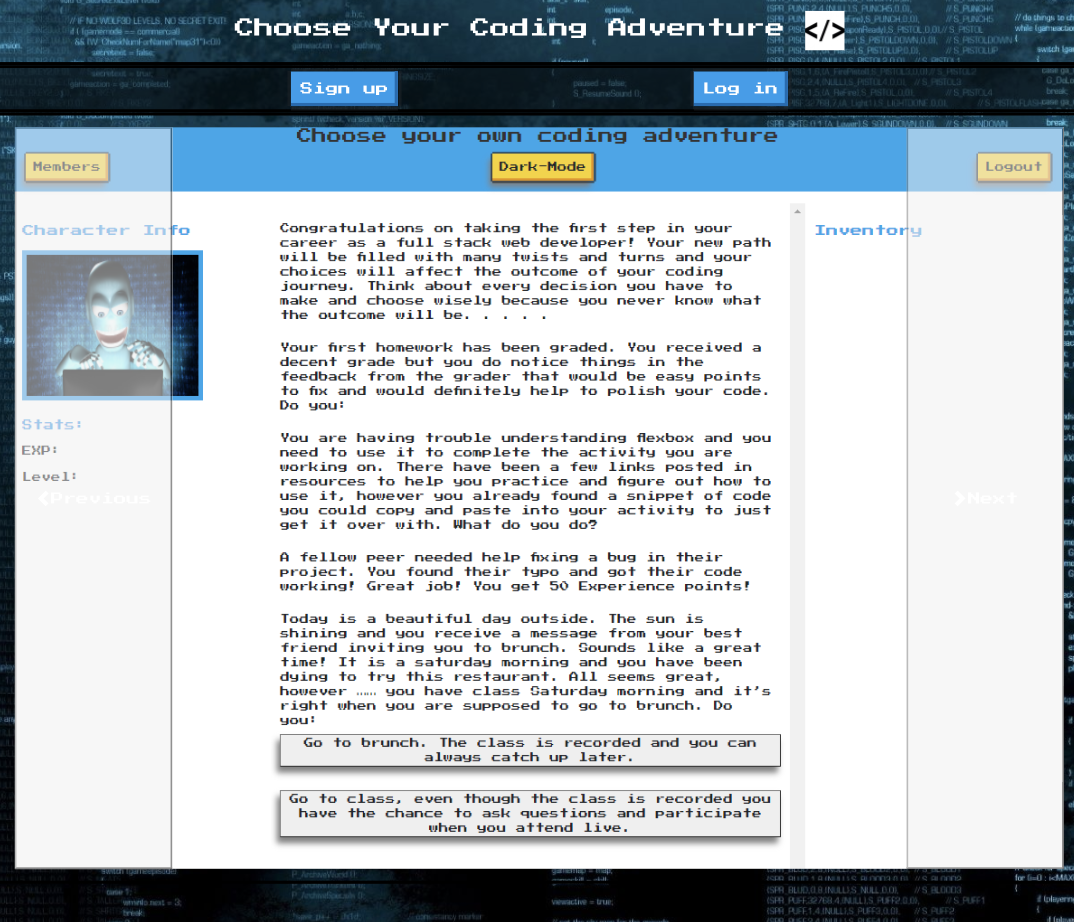 Choose Your Coding Adventure </>
Sign up
Log in
Choose your own coding adventure
Members
Dark-Mode
Logout
Character Info
Inventory
Stats:
EXP:
Level:
<Previous
>Next
Congratulations on taking the first step in your
career as a full stack web developer! Your new path
will be filled with many twists and turns and your
choices will affect the outcome of your coding
journey. Think about every decision you have to
make and choose wisely because you never know what
the outcome will be. . . . .
Your first homework has been graded. You received a
decent grade but you do notice things in the
feedback from the grader that would be easy points
to fix and would definitely help to polish your code.
Do you:
You are having trouble understanding flexbox and you
need to use it to complete the activity you are
working on. There have been a few links posted in
resources to help you practice and figure out how to
use it, however you already found a snippet of code
you could copy and paste into your activity to just
get it over with. What do you do?
A fellow peer needed help fixing a bug in their
project. You found their typo and got their code
working! Great job! You get 50 Experience points!
Today is a beautiful day outside. The sun is
shining and you receive a message from your best
friend inviting you to brunch. Sounds like a great
time! It is a saturday morning and you have been
dying to try this restaurant. All seems great,
however …… you have class Saturday morning and it's
right when you are supposed to go to brunch. Do
you:
Go to brunch. The class is recorded and you can
always catch up later.
Go to class, even though the class is recorded you
have the chance to ask questions and participate
when you attend live.